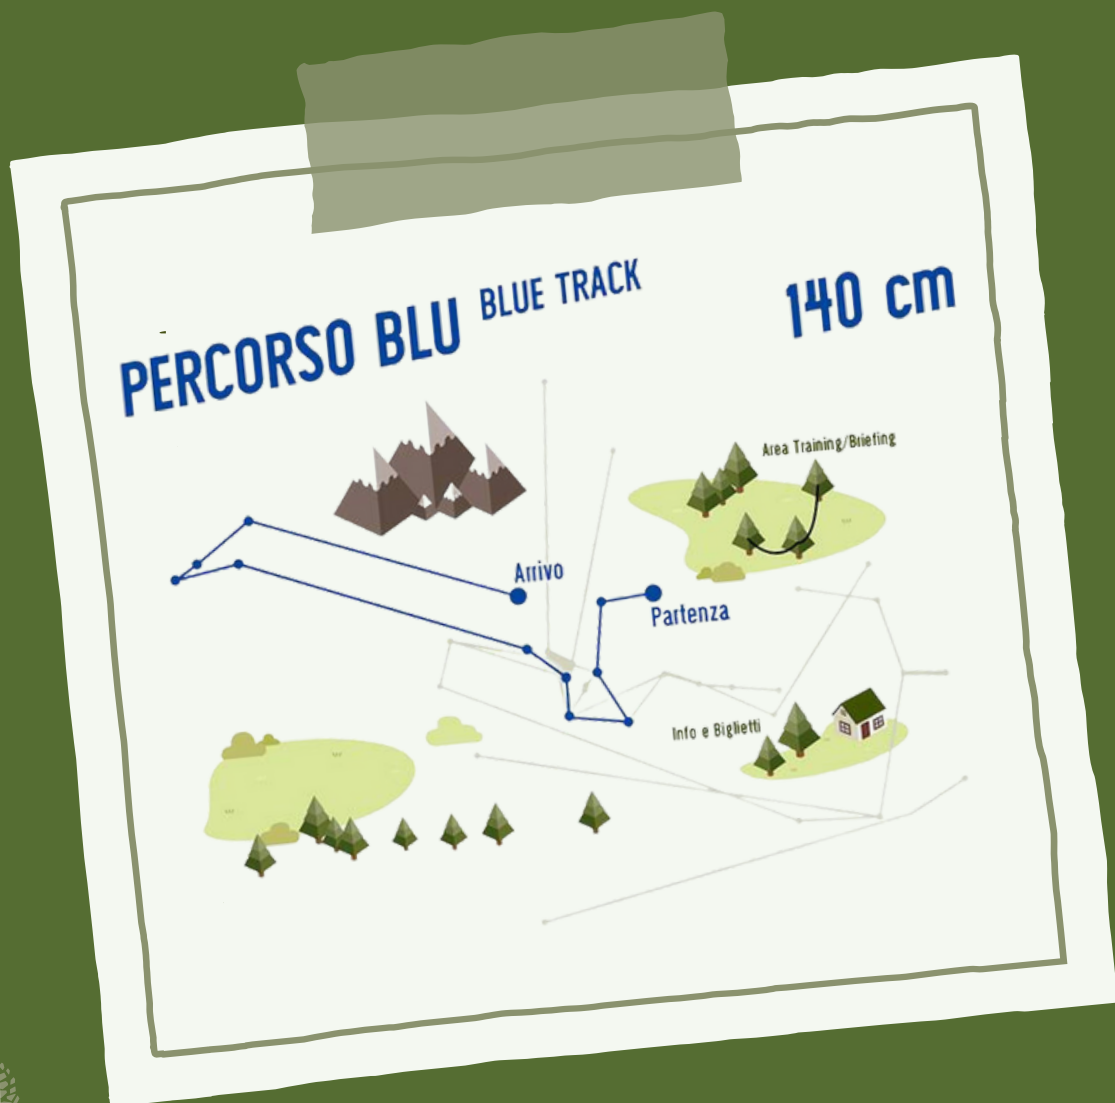 PERCORSO BLU BLUE TRACK
140 cm
Area Training/Briefing
Arrivo
Partenza
Info e Biglietti